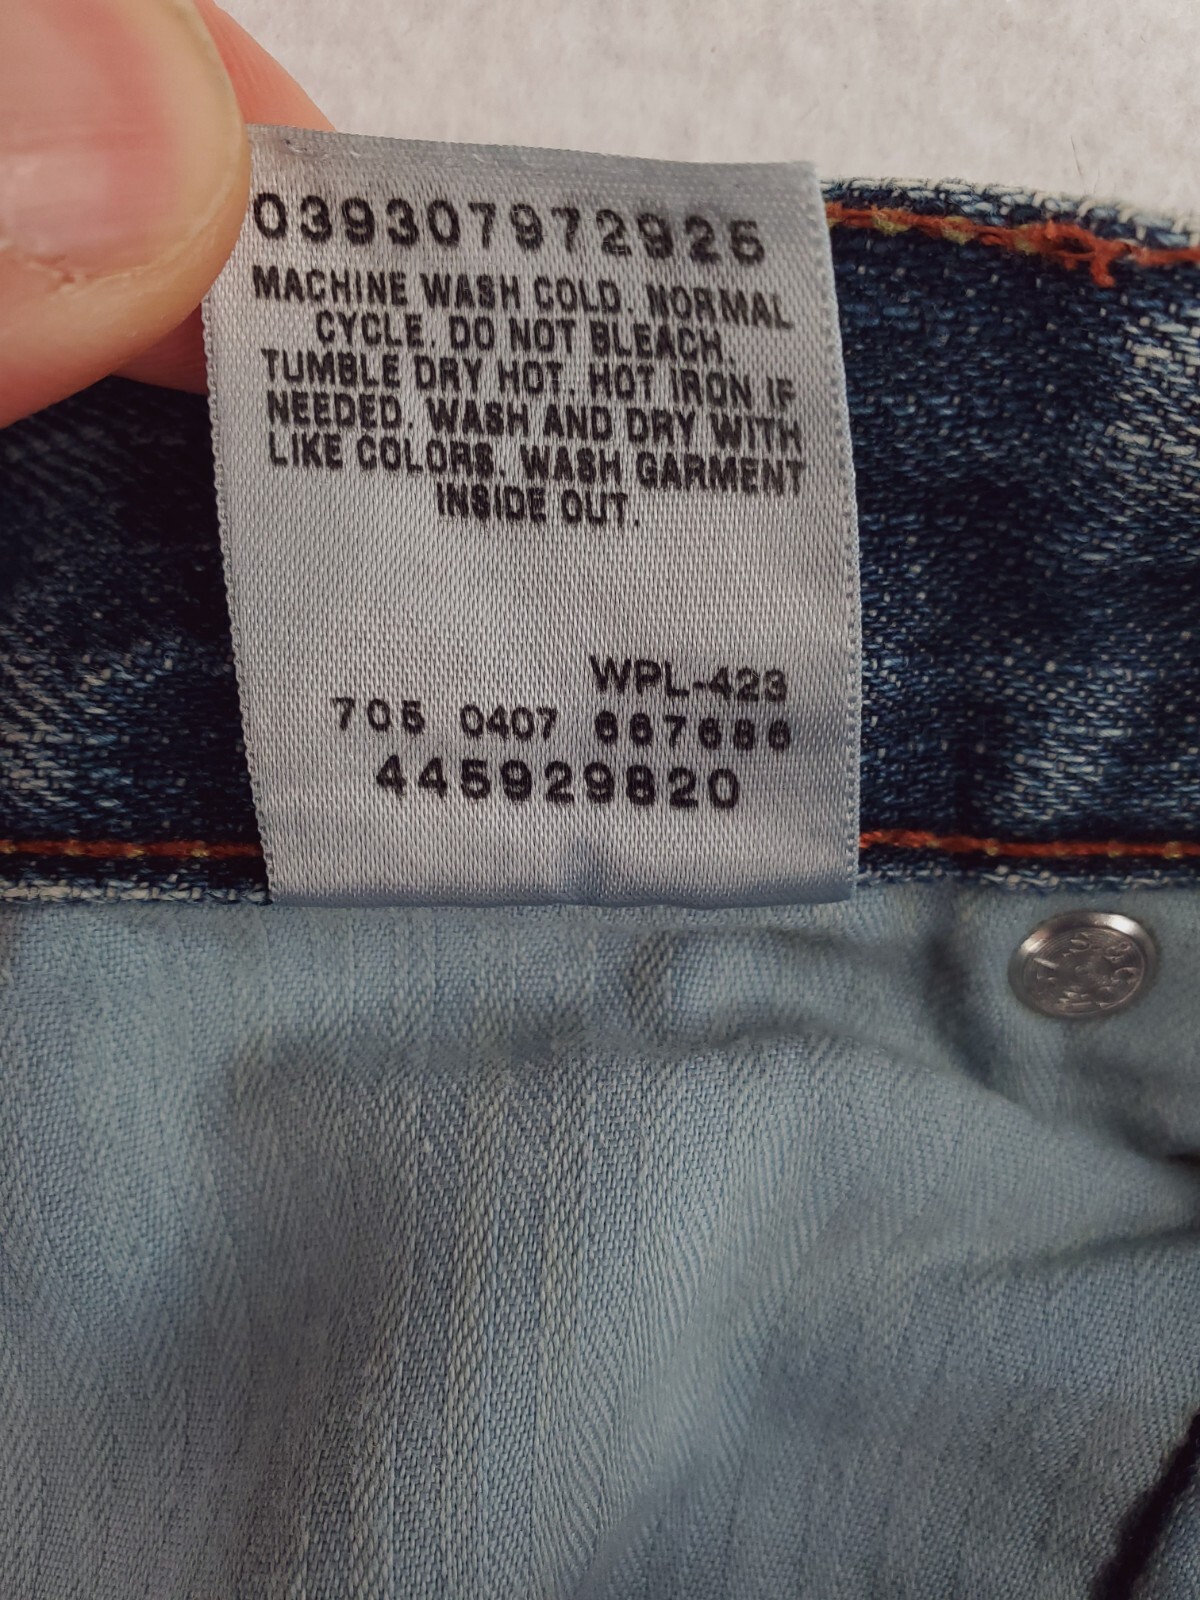 039307972925
MACHINE WASH COLD. NORMAL
CYCLE. DO NOT BLEACH.
TUMBLE DRY HOT. HOT IRON IF
NEEDED. WASH AND DRY WITH
LIKE COLORS. WASH GARMENT
INSIDE OUT.
WPL-423
705 0407 667686
445929820